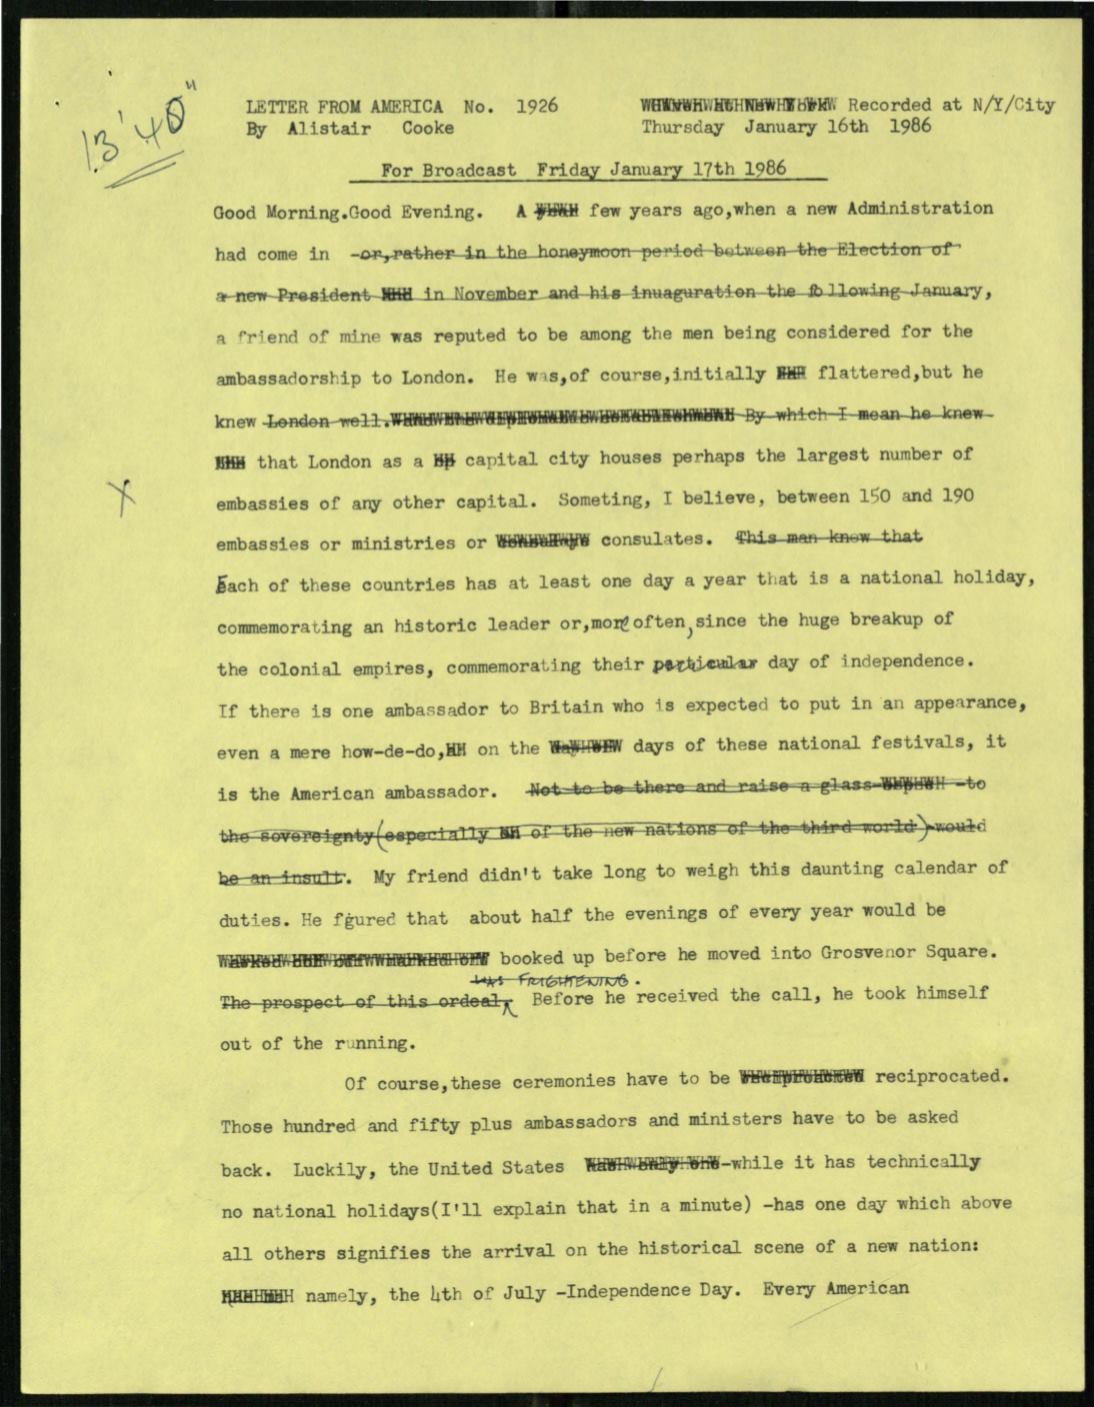 13'40"
LETTER FROM AMERICA No. 1926 Recorded at N/Y/City
By Alistair Cooke Thursday January 16th 1986
For Broadcast Friday January 17th 1986
Good Morning.Good Evening. A few years ago,when a new Administration
had come in -or,rather in the honeymoon period between the Election of
a new President in November and his inuaguration the following January,
a friend of mine was reputed to be among the men being considered for the
ambassadorship to London. He was,of course,initially flattered,but he
knew London well. By which I mean he knew
X
that London as a capital city houses perhaps the largest number of
embassies of any other capital. Someting, I believe, between 150 and 190
embassies or ministries or consulates. This man knew that
Each of these countries has at least one day a year that is a national holiday,
commemorating an historic leader or,more often, since the huge breakup of
the colonial empires, commemorating their particular day of independence.
If there is one ambassador to Britain who is expected to put in an appearance,
even a mere how-de-do, on the days of these national festivals, it
is the American ambassador. Not to be there and raise a glass -to
the sovereignty(especially of the new nations of the third world)-would
be an insult. My friend didn't take long to weigh this daunting calendar of
duties. He fgured that about half the evenings of every year would be
booked up before he moved into Grosvenor Square.
WAS FRIGHTENING.
The prospect of this ordeal Before he received the call, he took himself
out of the running.
Of course,these ceremonies have to be reciprocated.
Those hundred and fifty plus ambassadors and ministers have to be asked
back. Luckily, the United States -while it has technically
no national holidays(I'll explain that in a minute) -has one day which above
all others signifies the arrival on the historical scene of a new nation:
namely, the 4th of July -Independence Day. Every American